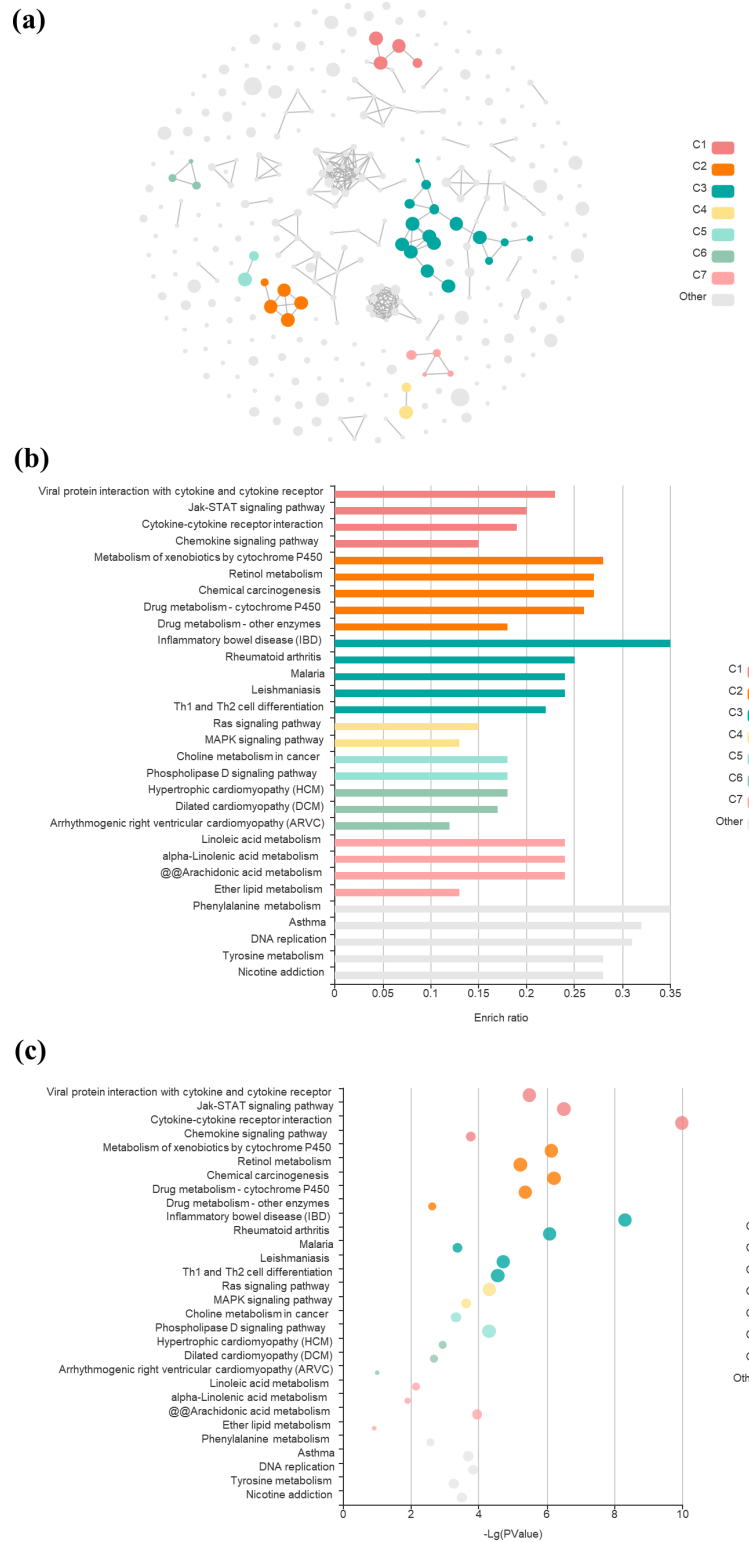 (a)
C1
C2
C3
C4
C5
C6
C7
Other
(b)
Viral protein interaction with cytokine and cytokine receptor
Jak-STAT signaling pathway
Cytokine-cytokine receptor interaction
Chemokine signaling pathway
Metabolism of xenobiotics by cytochrome P450
Retinol metabolism
Chemical carcinogenesis
Drug metabolism - cytochrome P450
Drug metabolism - other enzymes
Inflammatory bowel disease (IBD)
Rheumatoid arthritis
Malaria
Leishmaniasis
Th1 and Th2 cell differentiation
Ras signaling pathway
MAPK signaling pathway
Choline metabolism in cancer
Phospholipase D signaling pathway
Hypertrophic cardiomyopathy (HCM)
Dilated cardiomyopathy (DCM)
Arrhythmogenic right ventricular cardiomyopathy (ARVC)
Linoleic acid metabolism
alpha-Linolenic acid metabolism
@@Arachidonic acid metabolism
Ether lipid metabolism
Phenylalanine metabolism
Asthma
DNA replication
Tyrosine metabolism
Nicotine addiction
0 0.05 0.1 0.15 0.2 0.25 0.3 0.35
Enrich ratio
C1
C2
C3
C4
C5
C6
C7
Other
(c)
Viral protein interaction with cytokine and cytokine receptor
Jak-STAT signaling pathway
Cytokine-cytokine receptor interaction
Chemokine signaling pathway
Metabolism of xenobiotics by cytochrome P450
Retinol metabolism
Chemical carcinogenesis
Drug metabolism - cytochrome P450
Drug metabolism - other enzymes
Inflammatory bowel disease (IBD)
Rheumatoid arthritis
Malaria
Leishmaniasis
Th1 and Th2 cell differentiation
Ras signaling pathway
MAPK signaling pathway
Choline metabolism in cancer
Phospholipase D signaling pathway
Hypertrophic cardiomyopathy (HCM)
Dilated cardiomyopathy (DCM)
Arrhythmogenic right ventricular cardiomyopathy (ARVC)
Linoleic acid metabolism
alpha-Linolenic acid metabolism
@@Arachidonic acid metabolism
Ether lipid metabolism
Phenylalanine metabolism
Asthma
DNA replication
Tyrosine metabolism
Nicotine addiction
0 2 4 6 8 10
-Lg(PValue)